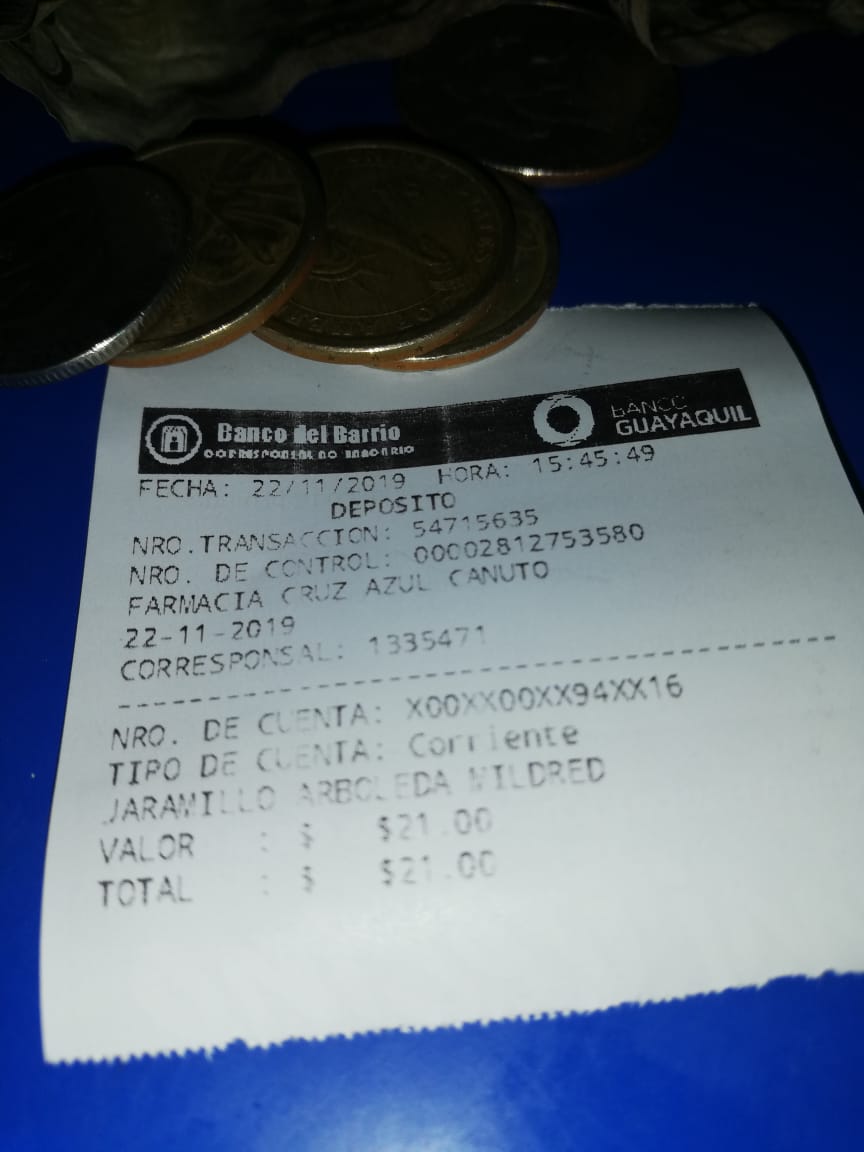 Banco del Barrio
CORRESPONSAL NO BANCARIO
BANCO
GUAYAQUIL
FECHA: 22/11/2019 HORA: 15:45:49
DEPOSITO
NRO.TRANSACCION: 54715635
NRO. DE CONTROL: 00002812753580
FARMACIA CRUZ AZUL CANUTO
22-11-2019
CORRESPONSAL: 1335471
NRO. DE CUENTA: X00XX00XX94XX16
TIPO DE CUENTA: Corriente
JARAMILLO ARBOLEDA MILDRED
VALOR : $ $21.00
TOTAL : $ $21.00